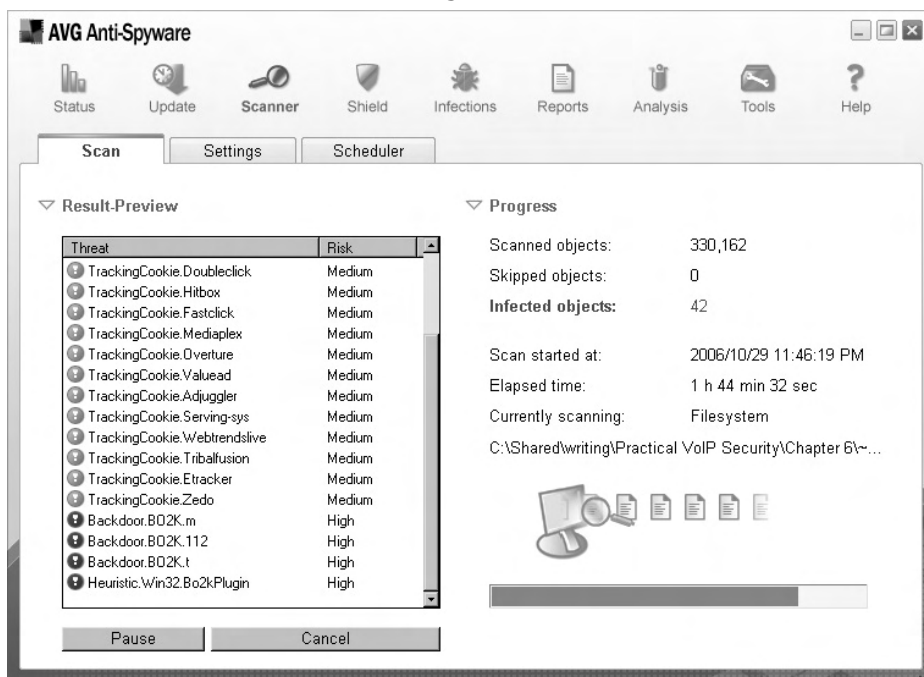 AVG Anti-Spyware
Status Update Scanner Shield Infections Reports Analysis Tools Help
Scan Settings Scheduler
Result-Preview
Threat Risk
TrackingCookie.Doubleclick Medium
TrackingCookie.Hitbox Medium
TrackingCookie.Fastclick Medium
TrackingCookie.Mediaplex Medium
TrackingCookie.Overture Medium
TrackingCookie.Valuead Medium
TrackingCookie.Adjuggler Medium
TrackingCookie.Serving-sys Medium
TrackingCookie.Webtrendslive Medium
TrackingCookie.Tribalfusion Medium
TrackingCookie.Etracker Medium
TrackingCookie.Zedo Medium
Backdoor.BO2K.m High
Backdoor.BO2K.112 High
Backdoor.BO2K.t High
Heuristic.Win32.Bo2kPlugin High
Pause Cancel
Progress
Scanned objects: 330,162
Skipped objects: 0
Infected objects: 42
Scan started at: 2006/10/29 11:46:19 PM
Elapsed time: 1 h 44 min 32 sec
Currently scanning: Filesystem
C:\Shared\writing\Practical VoIP Security\Chapter 6\~...